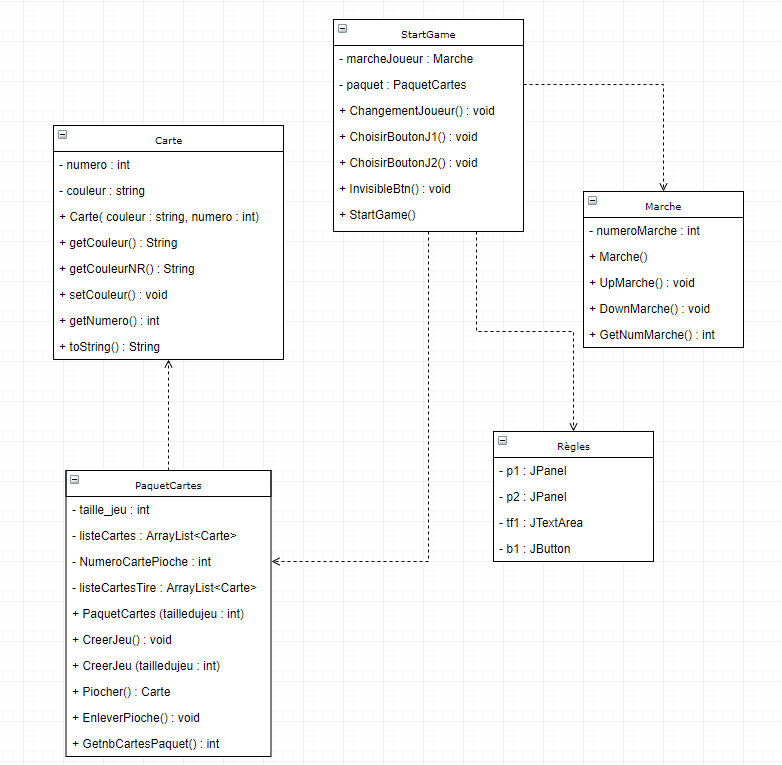 StartGame
- marcheJoueur : Marche
- paquet : PaquetCartes
+ ChangementJoueur() : void
+ ChoisirBoutonJ1() : void
+ ChoisirBoutonJ2() : void
+ InvisibleBtn() : void
+ StartGame()
Carte
- numero : int
- couleur : string
+ Carte( couleur : string, numero : int)
+ getCouleur() : String
+ getCouleurNR() : String
+ setCouleur() : void
+ getNumero() : int
+ toString() : String
Marche
- numeroMarche : int
+ Marche()
+ UpMarche() : void
+ DownMarche() : void
+ GetNumMarche() : int
Règles
- p1 : JPanel
- p2 : JPanel
- tf1 : JTextArea
- b1 : JButton
PaquetCartes
- taille_jeu : int
- listeCartes : ArrayList<Carte>
- NumeroCartePioche : int
- listeCartesTire : ArrayList<Carte>
+ PaquetCartes (tailledujeu : int)
+ CreerJeu() : void
+ CreerJeu (tailledujeu : int)
+ Piocher() : Carte
+ EnleverPioche() : void
+ GetnbCartesPaquet() : int